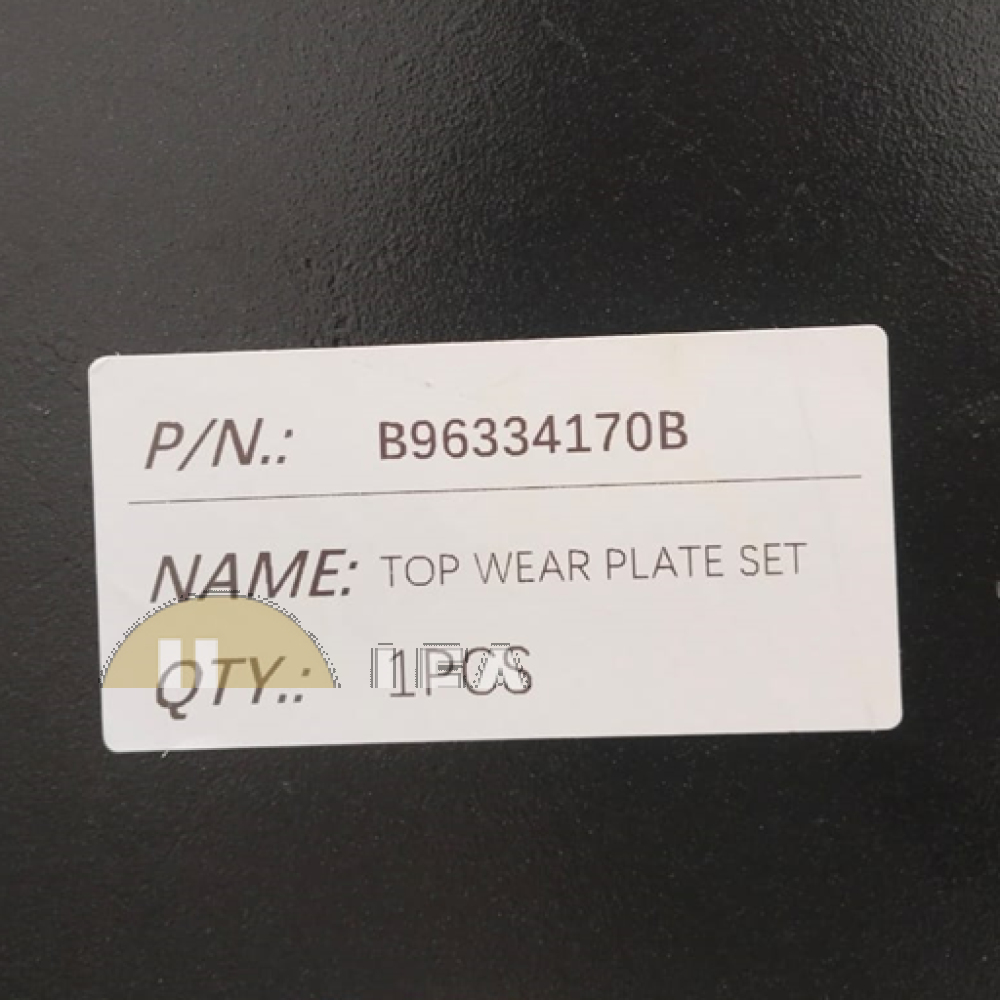 P/N.: B96334170B
NAME: TOP WEAR PLATE SET
QTY.: 1PCS